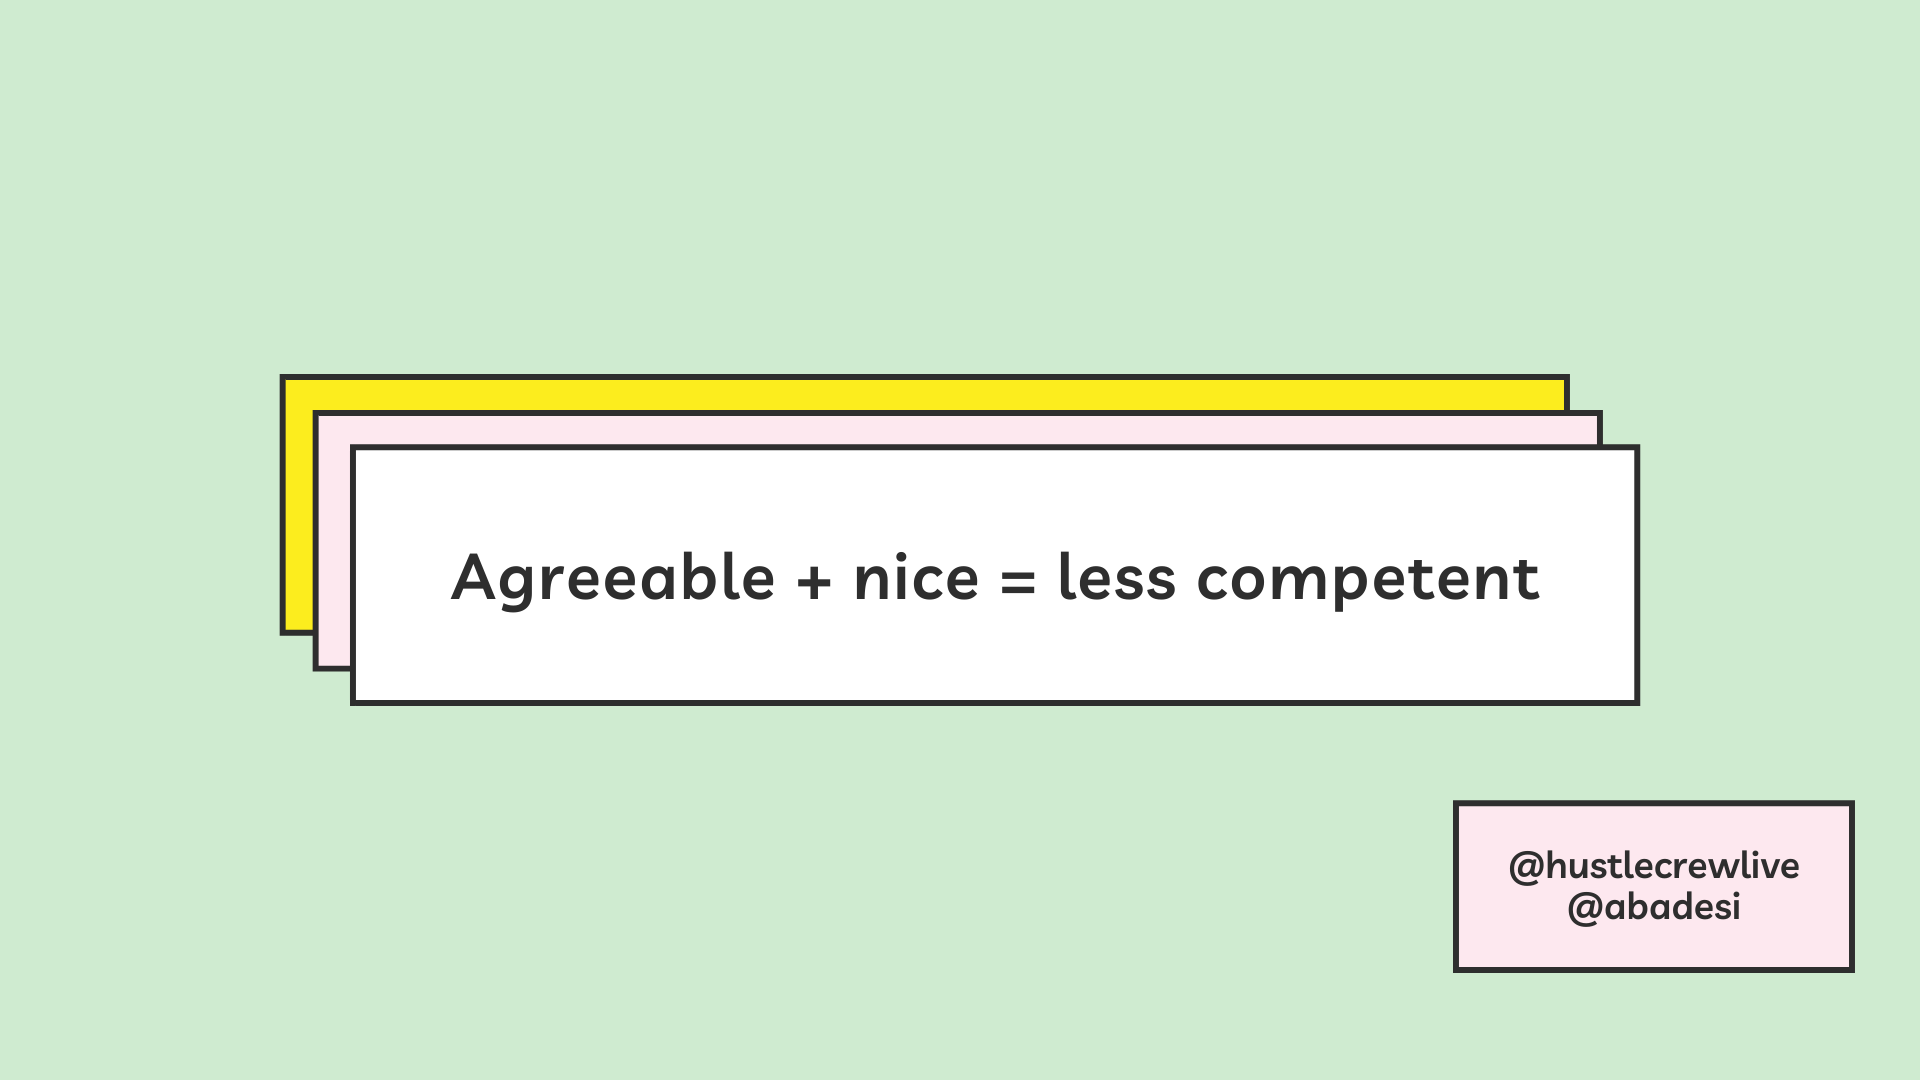 Agreeable + nice = less competent
@hustlecrewlive
@abadesi